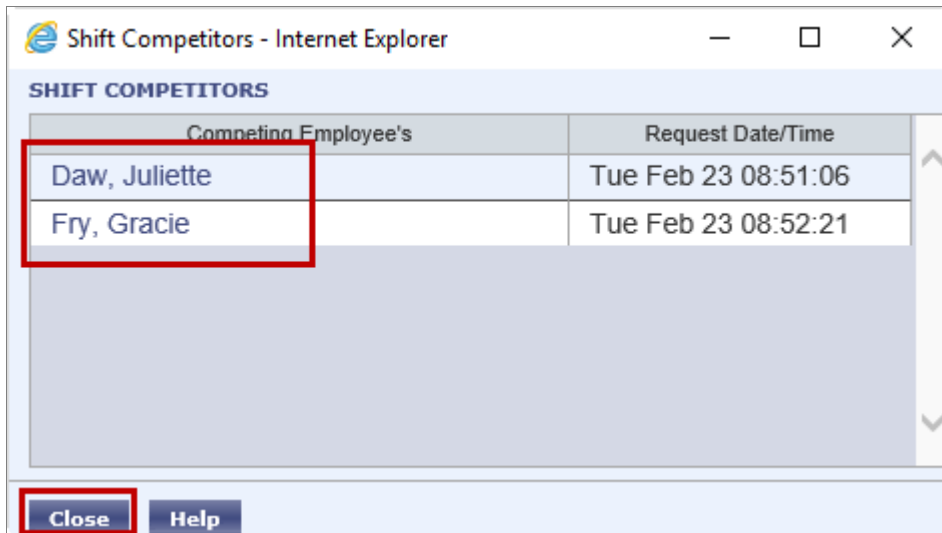 Shift Competitors - Internet Explorer
SHIFT COMPETITORS
Competing Employee's Request Date/Time
Daw, Juliette Tue Feb 23 08:51:06
Fry, Gracie Tue Feb 23 08:52:21
Close Help